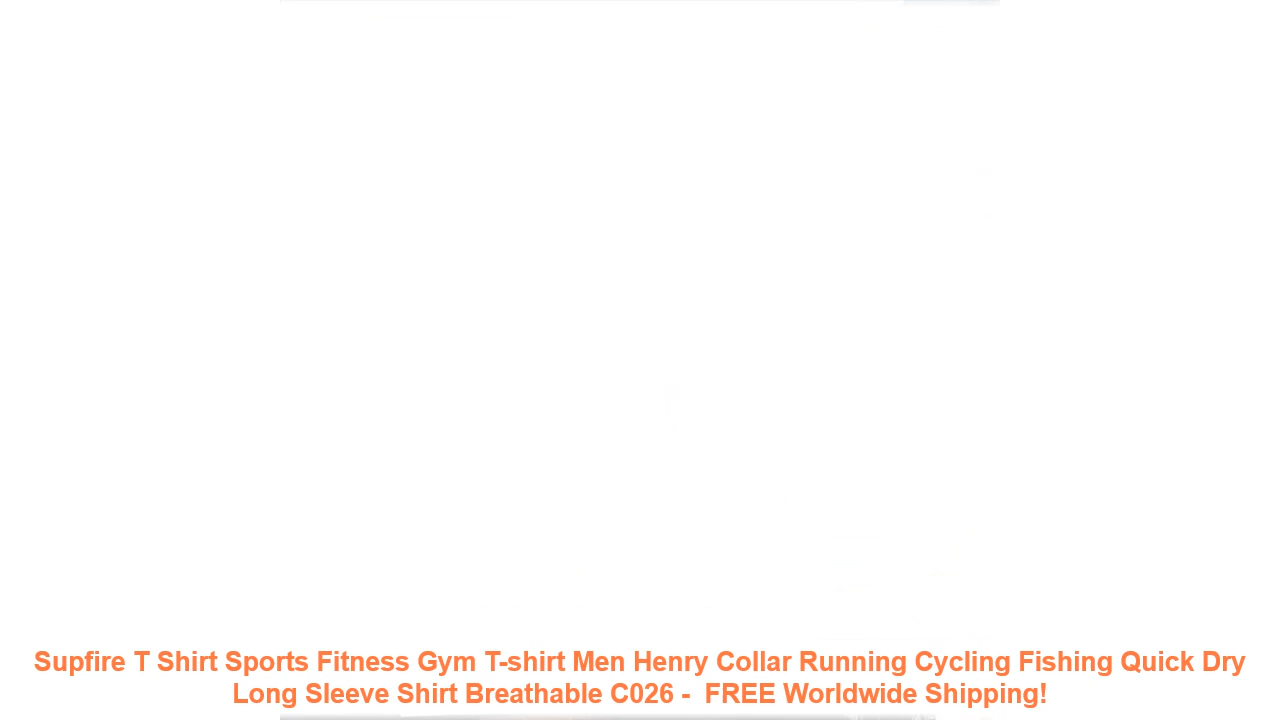 Supfire T Shirt Sports Fitness Gym T-shirt Men Henry Collar Running Cycling Fishing Quick Dry
Long Sleeve Shirt Breathable C026 -  FREE Worldwide Shipping!